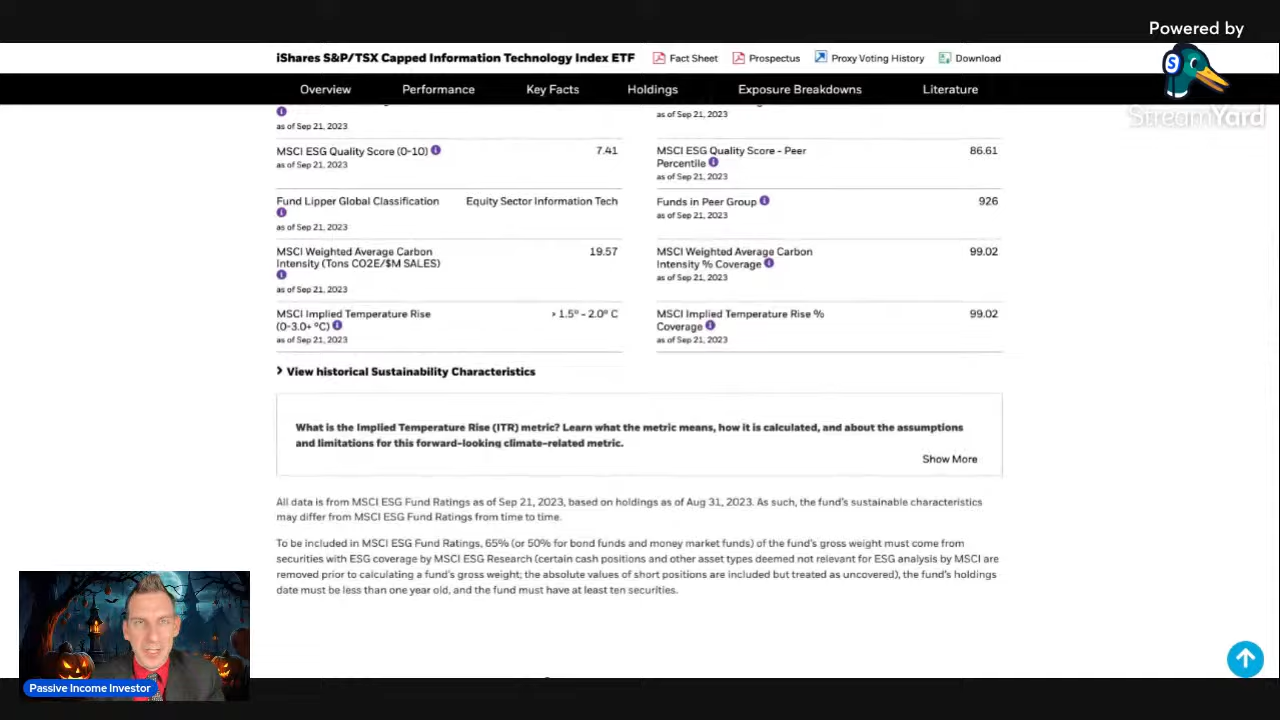 Powered by
StreamYard
iShares S&P/TSX Capped Information Technology Index ETF
Fact Sheet
Prospectus
Proxy Voting History
Download
Overview
Performance
Key Facts
Holdings
Exposure Breakdowns
Literature
as of Sep 21, 2023
as of Sep 21, 2023
MSCI ESG Quality Score (0-10)
7.41
as of Sep 21, 2023
MSCI ESG Quality Score - Peer
Percentile
86.61
as of Sep 21, 2023
Fund Lipper Global Classification
Equity Sector Information Tech
as of Sep 21, 2023
Funds in Peer Group
926
as of Sep 21, 2023
MSCI Weighted Average Carbon
Intensity (Tons CO2E/$M SALES)
19.57
as of Sep 21, 2023
MSCI Weighted Average Carbon
Intensity % Coverage
99.02
as of Sep 21, 2023
MSCI Implied Temperature Rise
(0-3.0+ °C)
> 1.5° - 2.0° C
as of Sep 21, 2023
MSCI Implied Temperature Rise %
Coverage
99.02
as of Sep 21, 2023
View historical Sustainability Characteristics
What is the Implied Temperature Rise (ITR) metric? Learn what the metric means, how it is calculated, and about the assumptions
and limitations for this forward-looking climate-related metric.
Show More
All data is from MSCI ESG Fund Ratings as of Sep 21, 2023, based on holdings as of Aug 31, 2023. As such, the fund's sustainable characteristics
may differ from MSCI ESG Fund Ratings from time to time.
To be included in MSCI ESG Fund Ratings, 65% (or 50% for bond funds and money market funds) of the fund's gross weight must come from
securities with ESG coverage by MSCI ESG Research (certain cash positions and other asset types deemed not relevant for ESG analysis by MSCI are
removed prior to calculating a fund's gross weight; the absolute values of short positions are included but treated as uncovered), the fund's holdings
date must be less than one year old, and the fund must have at least ten securities.
Passive Income Investor